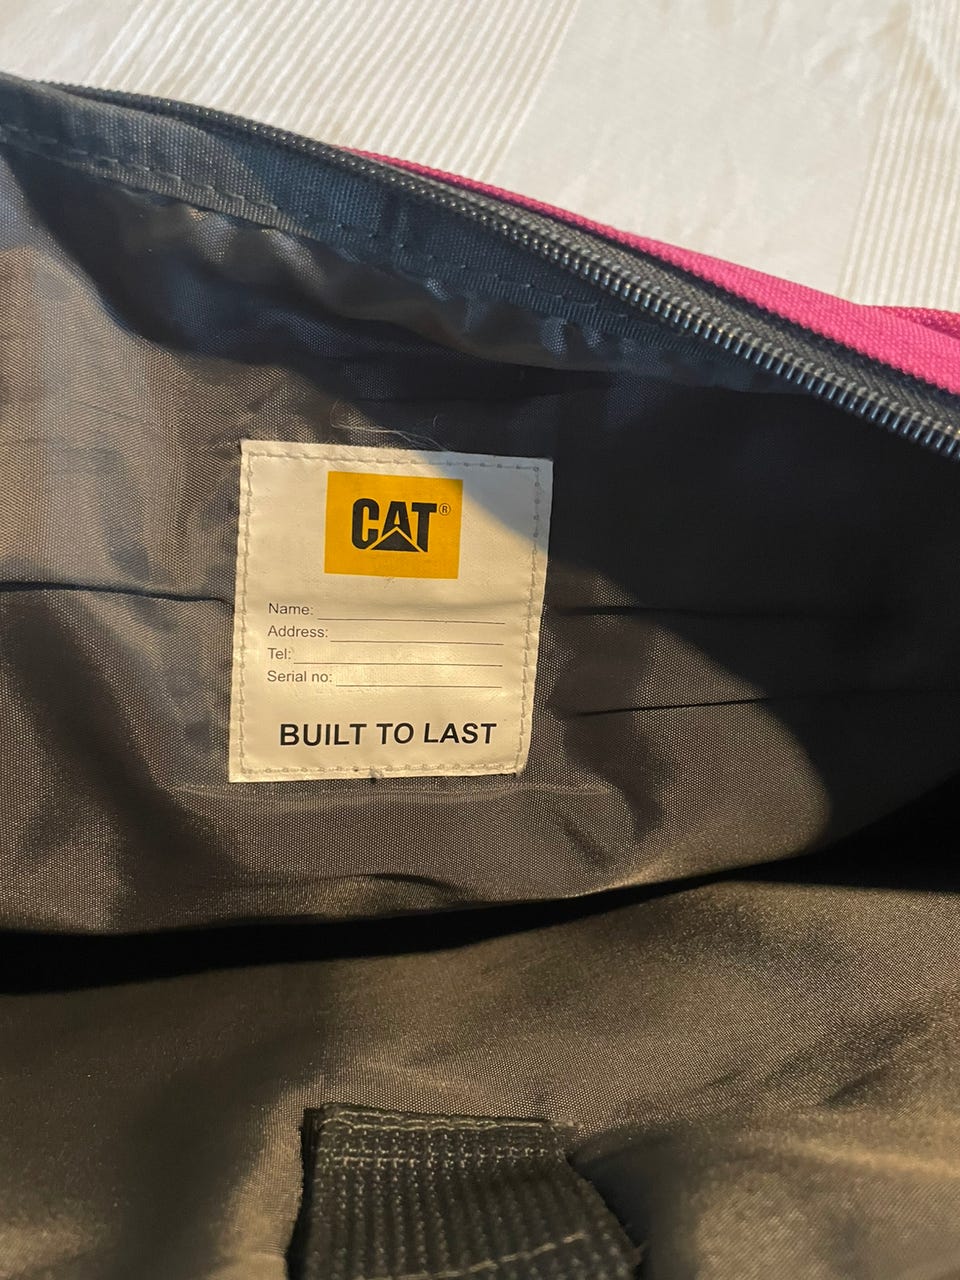 CAT®
Name:
Address:
Tel:
Serial no:
BUILT TO LAST